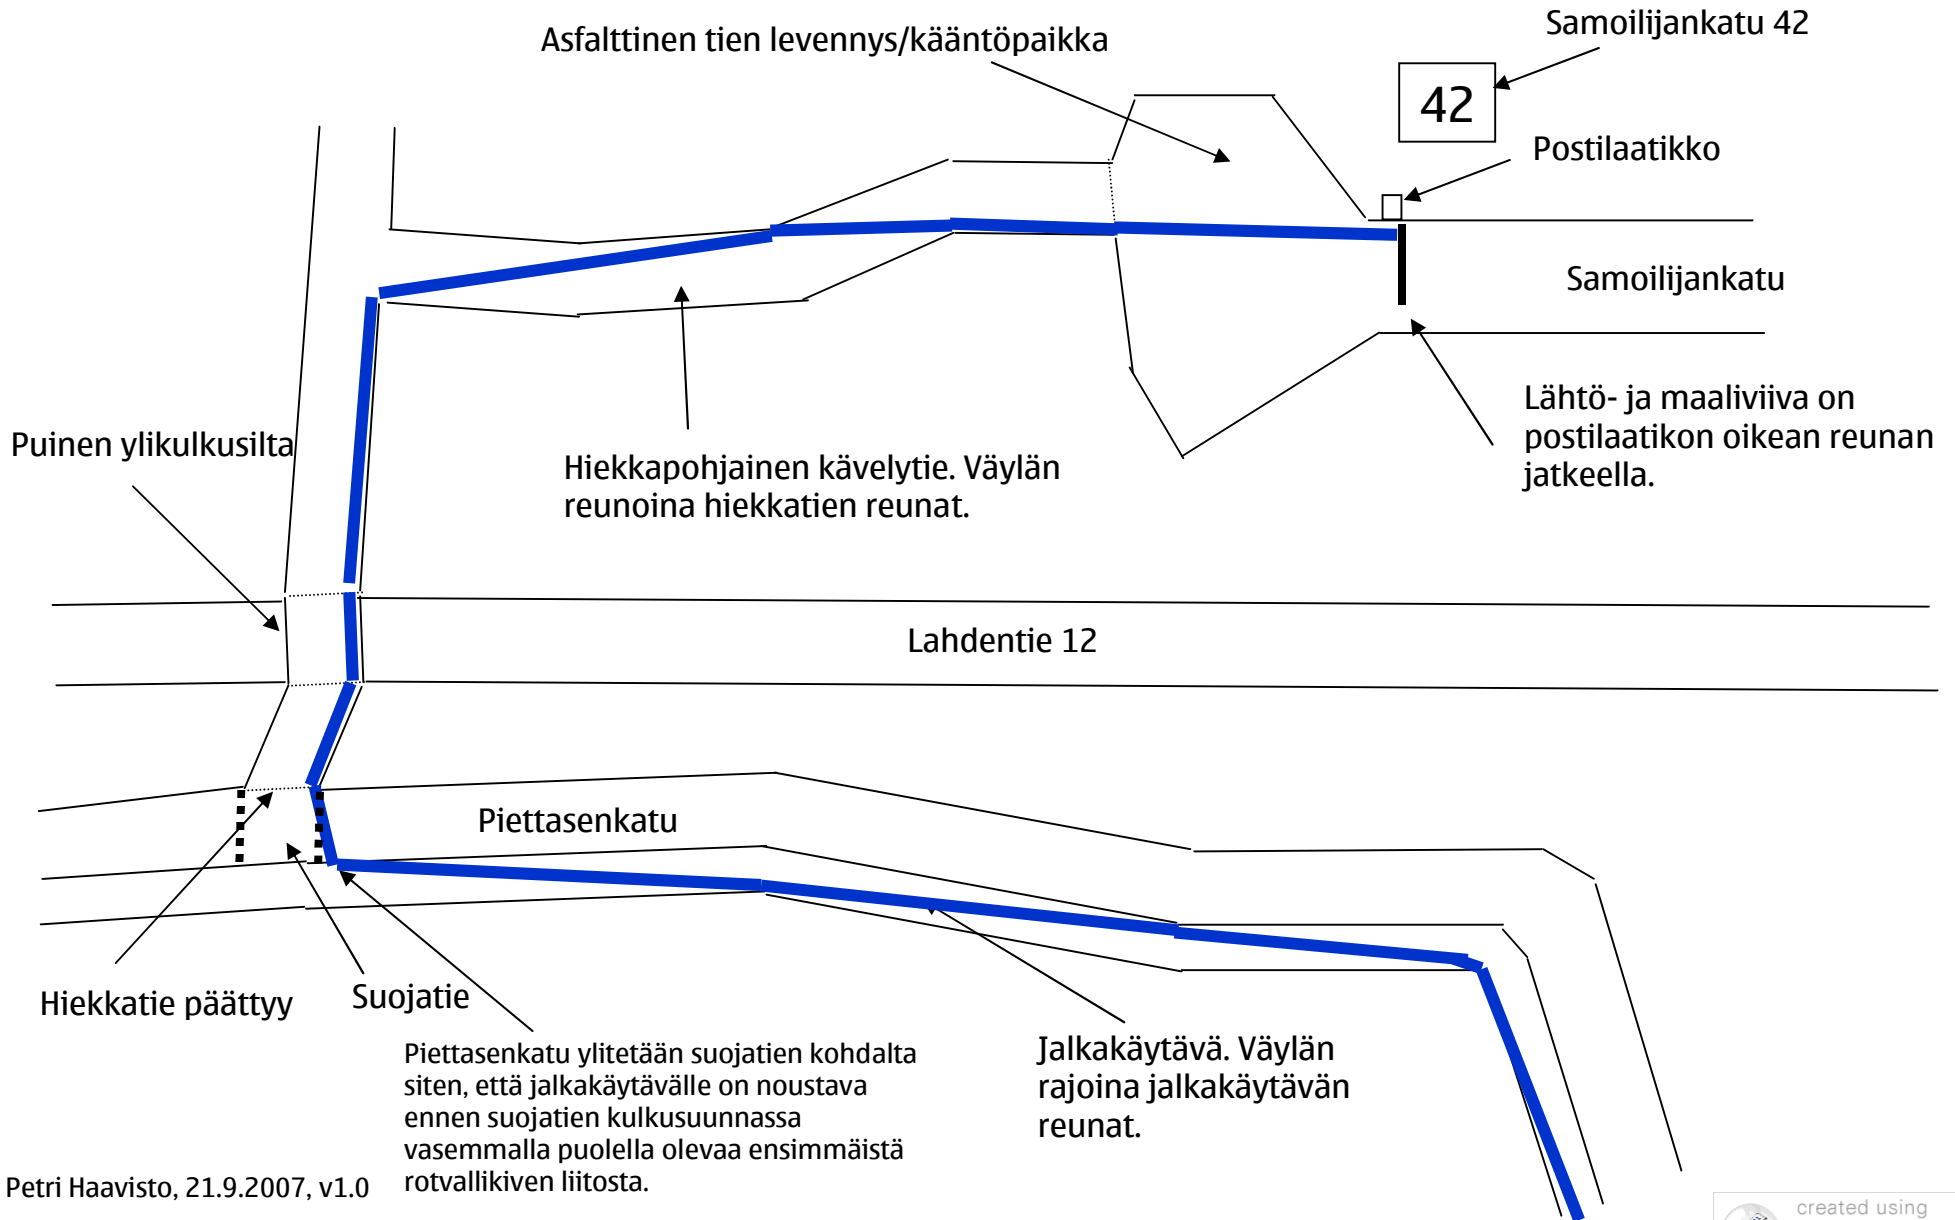 Samoilijankatu 42
Asfalttinen tien levennys/kääntöpaikka
42
Postilaatikko
Samoilijankatu
Lähtö- ja maaliviiva on
postilaatikon oikean reunan
jatkeella.
Puinen ylikulkusilta
Hiekkapohjainen kävelytie. Väylän
reunoina hiekkatien reunat.
Lahdentie 12
Piettasenkatu
Hiekkatie päättyy
Suojatie
Piettasenkatu ylitetään suojatien kohdalta
siten, että jalkakäytävälle on noustava
ennen suojatien kulkusuunnassa
vasemmalla puolella olevaa ensimmäistä
rotvallikiven liitosta.
Jalkakäytävä. Väylän
rajoina jalkakäytävän
reunat.
Petri Haavisto, 21.9.2007, v1.0
created using